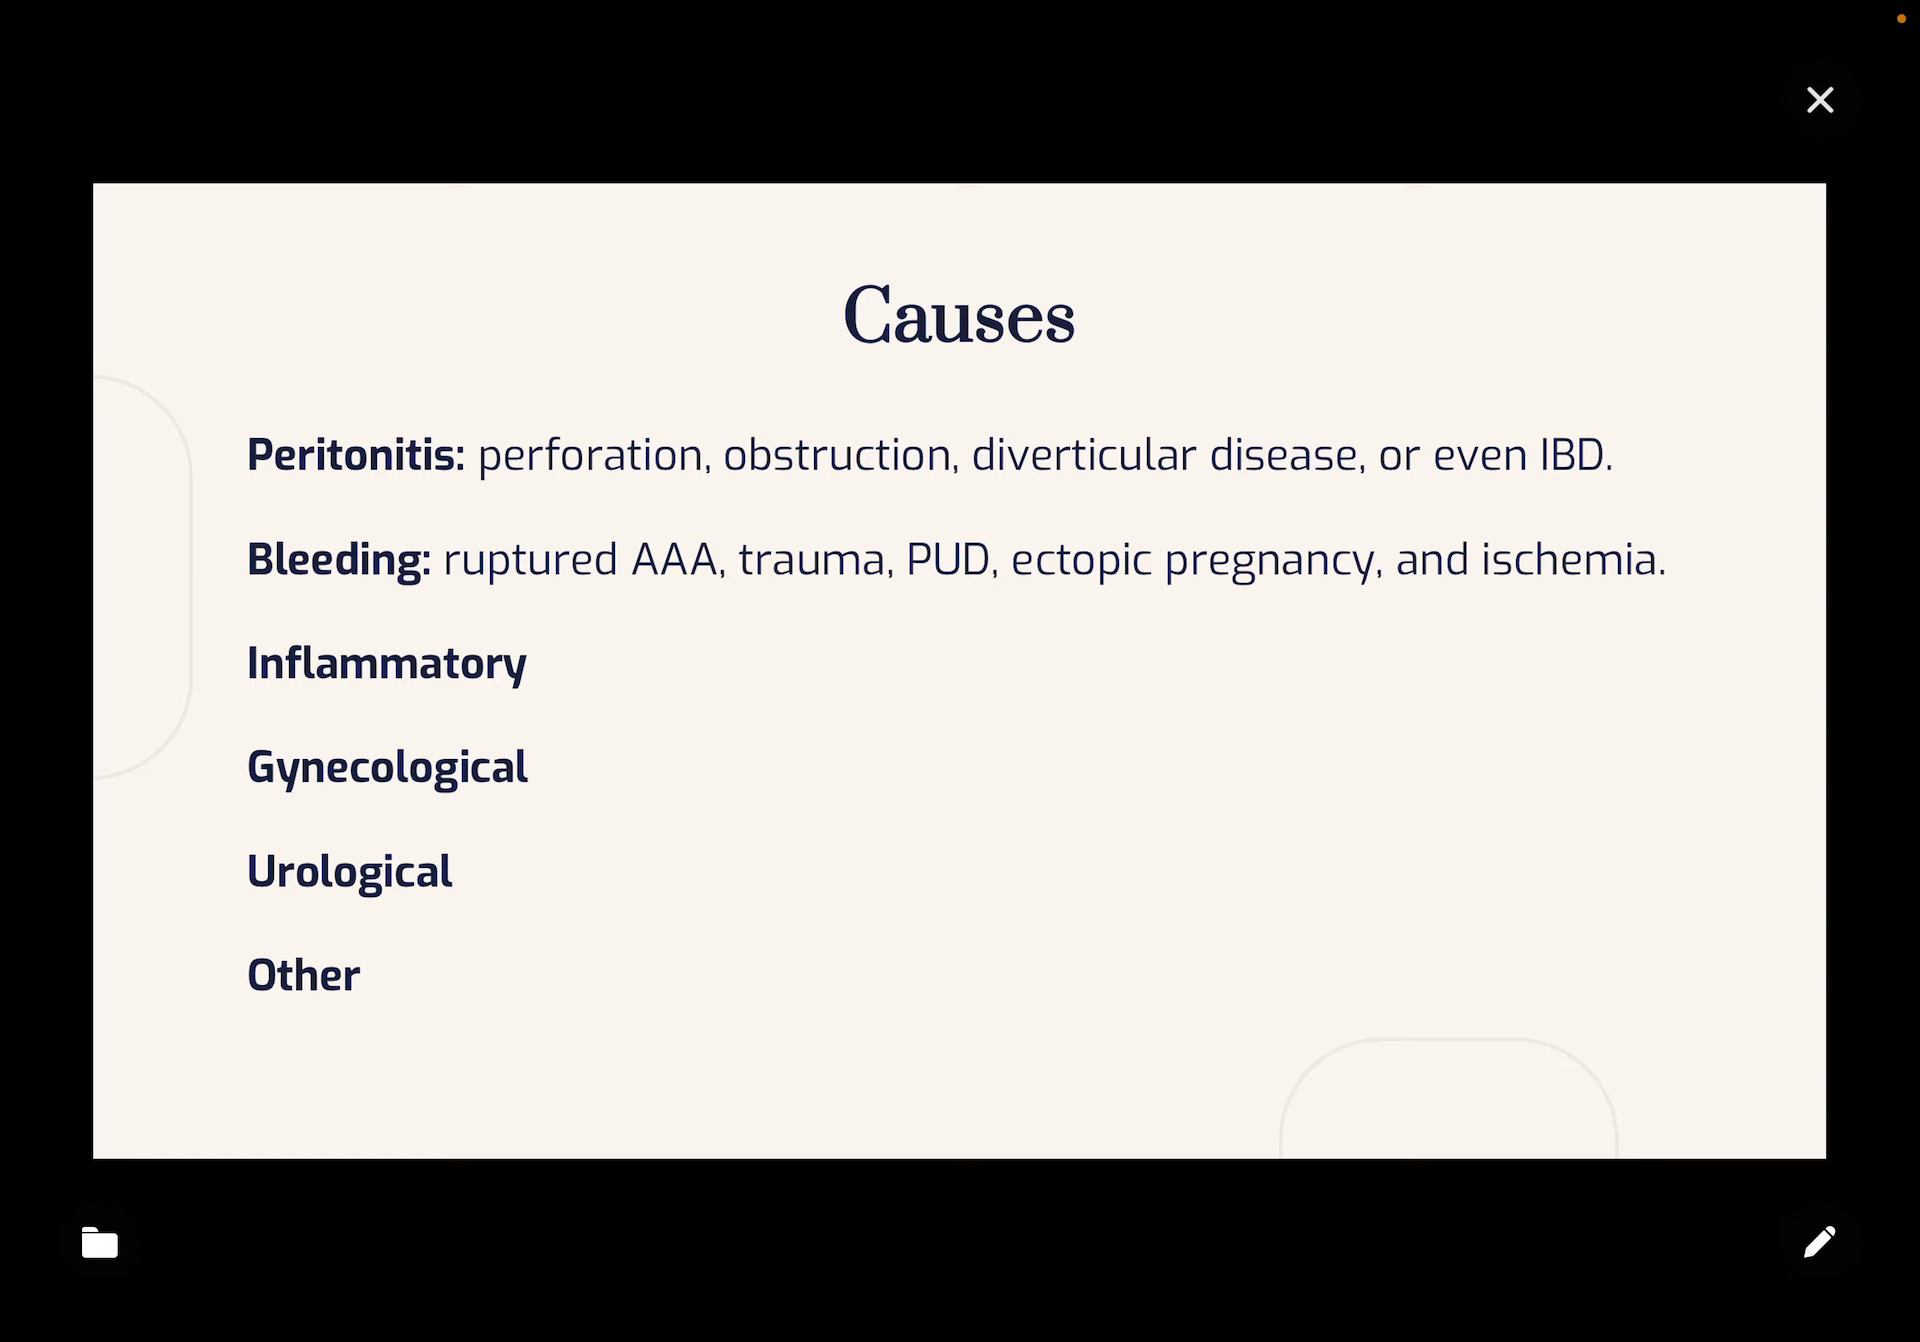 Causes
Peritonitis: perforation, obstruction, diverticular disease, or even IBD.
Bleeding: ruptured AAA, trauma, PUD, ectopic pregnancy, and ischemia.
Inflammatory
Gynecological
Urological
Other